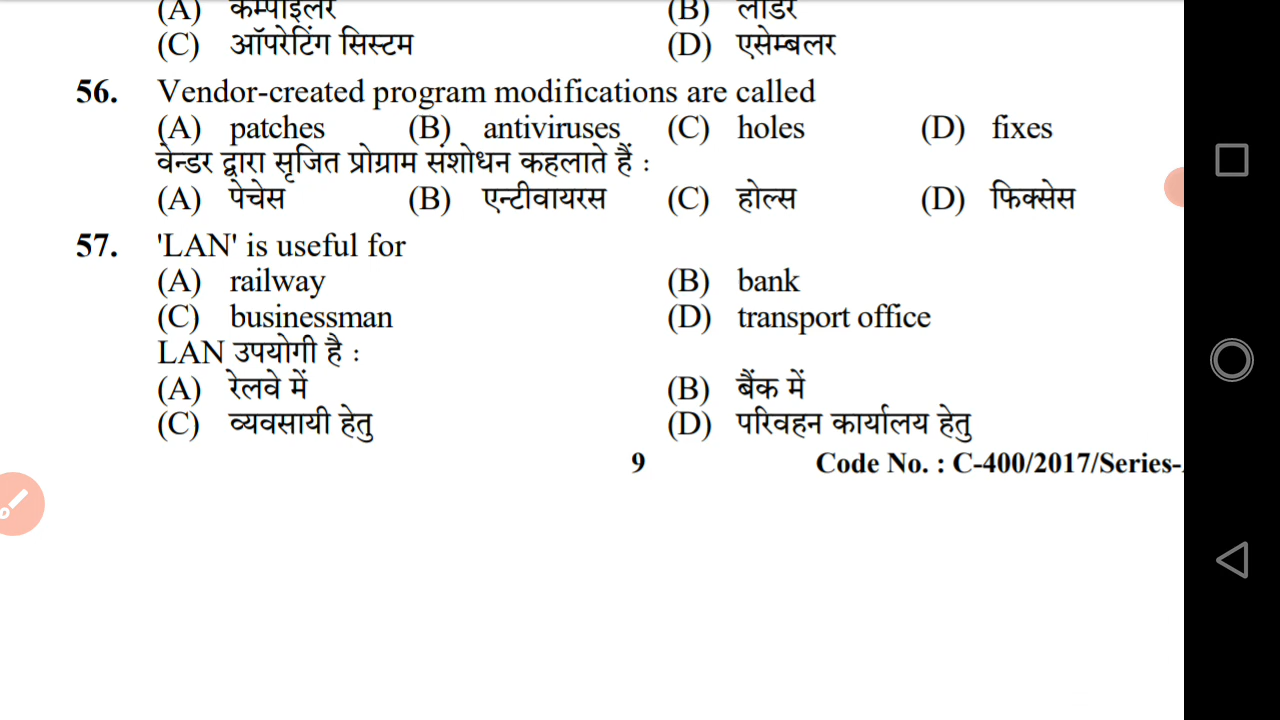 (A) कम्पाइलर (B) लोडर
(C) ऑपरेटिंग सिस्टम (D) एसेम्बलर
56. Vendor-created program modifications are called
(A) patches (B) antiviruses (C) holes (D) fixes
वेन्डर द्वारा सृजित प्रोग्राम संशोधन कहलाते हैं :
(A) पेचेस (B) एन्टीवायरस (C) होल्स (D) फिक्सेस
57. 'LAN' is useful for
(A) railway (B) bank
(C) businessman (D) transport office
LAN उपयोगी है :
(A) रेलवे में (B) बैंक में
(C) व्यवसायी हेतु (D) परिवहन कार्यालय हेतु
9 Code No. : C-400/2017/Series-